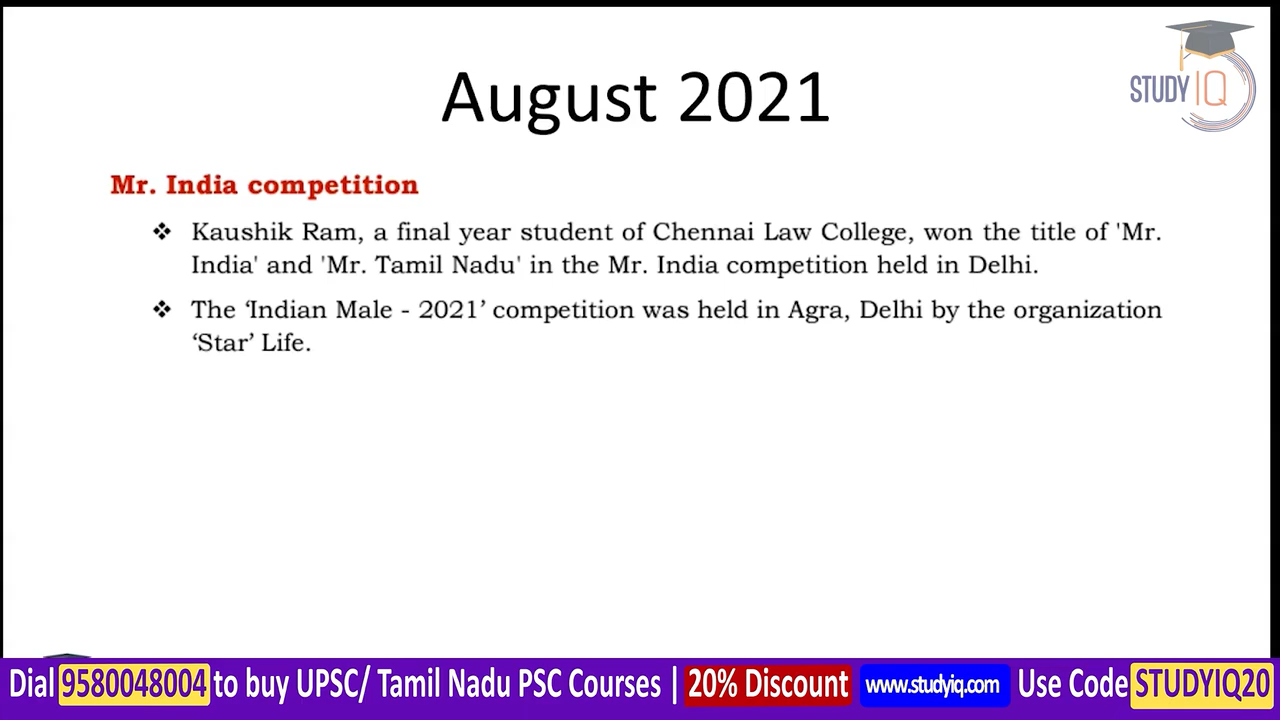 August 2021
STUDY IQ
Mr. India competition
❖ Kaushik Ram, a final year student of Chennai Law College, won the title of 'Mr.
India' and 'Mr. Tamil Nadu' in the Mr. India competition held in Delhi.
❖ The ‘Indian Male - 2021’ competition was held in Agra, Delhi by the organization
‘Star’ Life.
Dial 9580048004 to buy UPSC/ Tamil Nadu PSC Courses | 20% Discount www.studyiq.com Use Code STUDYIQ20